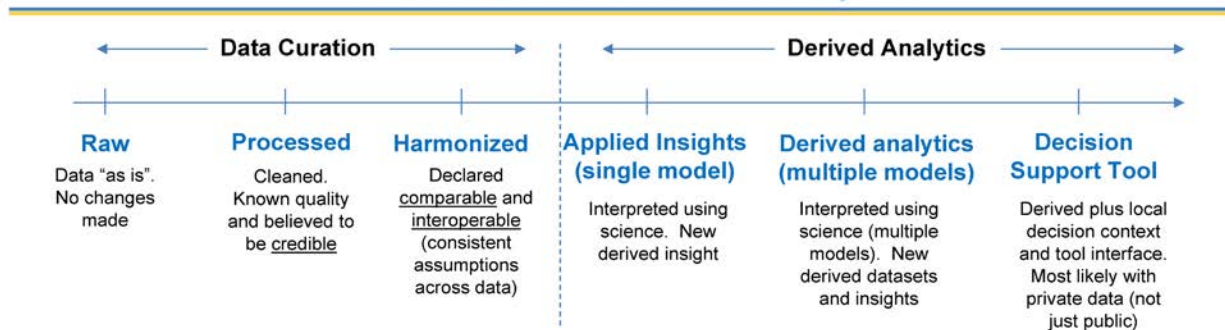 Data Curation
Derived Analytics
Raw
Data “as is”.
No changes
made
Processed
Cleaned.
Known quality
and believed to
be credible
Harmonized
Declared
comparable and
interoperable
(consistent
assumptions
across data)
Applied Insights
(single model)
Interpreted using
science.  New
derived insight
Derived analytics
(multiple models)
Interpreted using
science (multiple
models).  New
derived datasets
and insights
Decision
Support Tool
Derived plus local
decision context
and tool interface.
Most likely with
private data (not
just public)